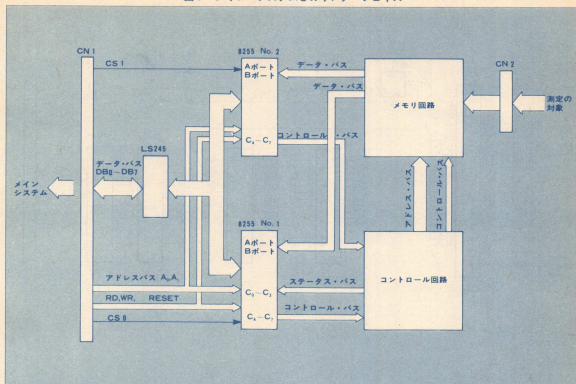 CN 1
CS 1
8255 No. 2
Aポート
Bポート
C₄−C₇
データ・バス
データ・バス
コントロール・バス
メモリ回路
CN 2
測定の
対象
LS245
データ・バス
DB0−DB7
メイン
システム
アドレス・バス
コントロール・バス
8255 No. 1
Aポート
Bポート
C₀−C₃
C₄−C₇
アドレスバス A₀,A₁
RD,WR, RESET
CS 0
ステータス・バス
コントロール・バス
コントロール回路